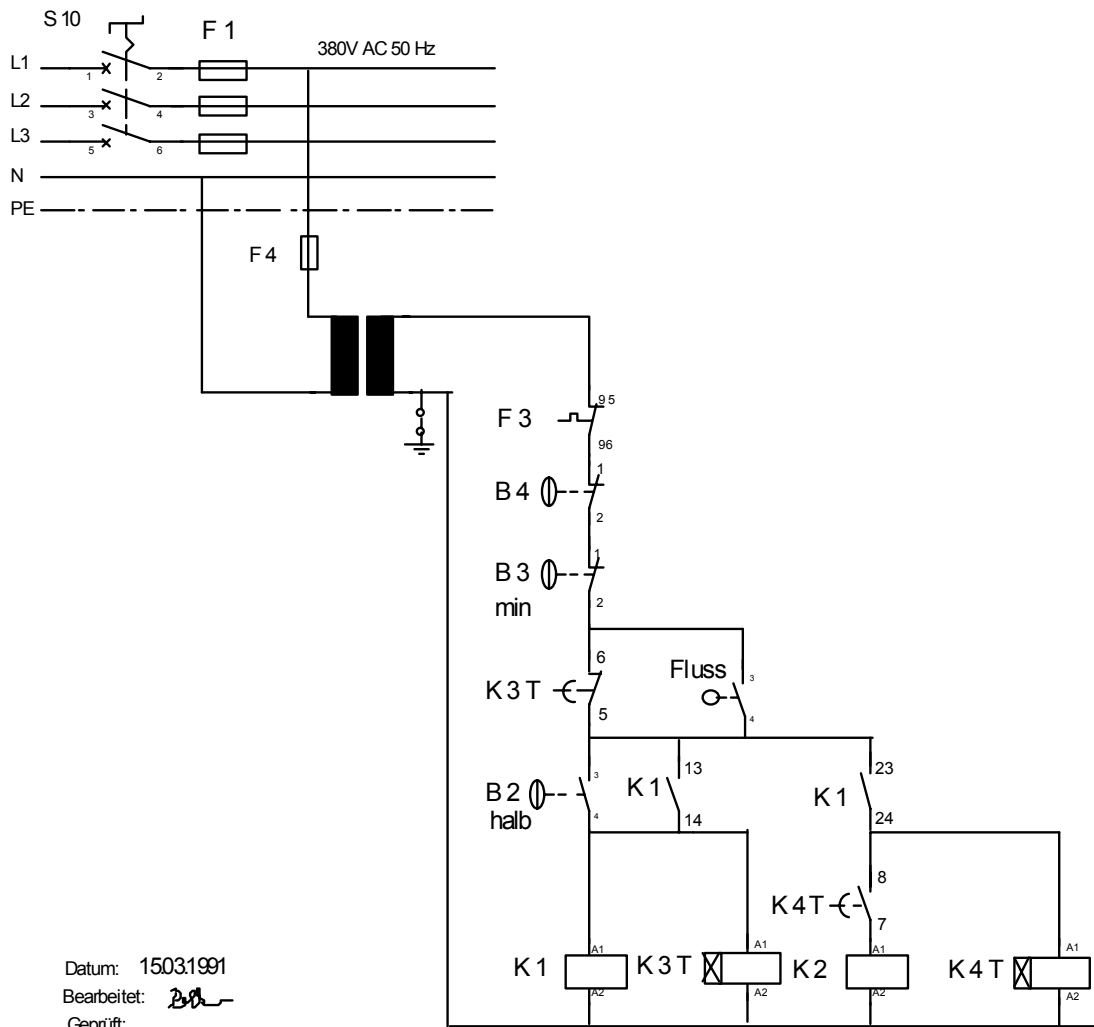 S 10
F 1
380V AC 50 Hz
L1
1
2
L2
3
4
L3
5
6
N
PE
F 4
F 3
95
96
B 4
1
2
B 3
min
1
2
6
K 3 T
5
Fluss
3
4
B 2
halb
3
4
K 1
13
14
K 1
23
24
K 4 T
8
7
K 1
A1
A2
K 3 T
A1
A2
K 2
A1
A2
K 4 T
A1
A2
Datum: 15.03.1991
Bearbeitet:
Geprüft: